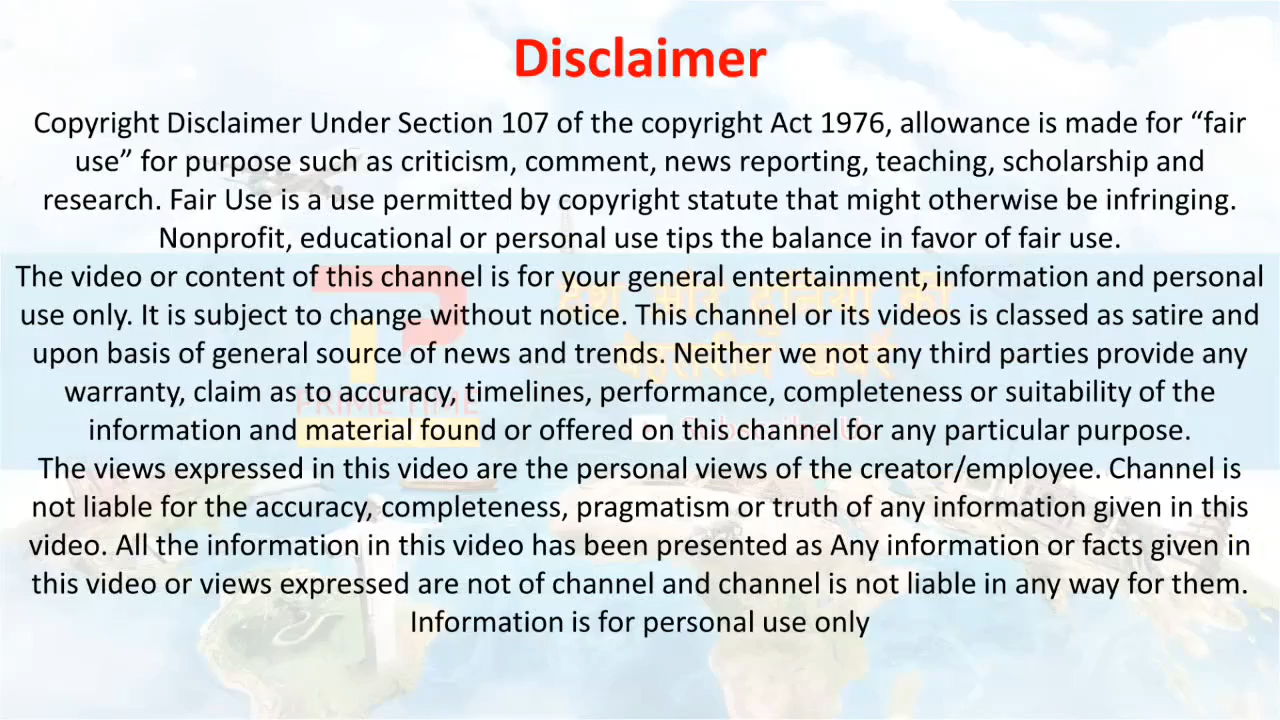 Disclaimer
Copyright Disclaimer Under Section 107 of the copyright Act 1976, allowance is made for “fair
use” for purpose such as criticism, comment, news reporting, teaching, scholarship and
research. Fair Use is a use permitted by copyright statute that might otherwise be infringing.
Nonprofit, educational or personal use tips the balance in favor of fair use.
The video or content of this channel is for your general entertainment, information and personal
use only. It is subject to change without notice. This channel or its videos is classed as satire and
upon basis of general source of news and trends. Neither we not any third parties provide any
warranty, claim as to accuracy, timelines, performance, completeness or suitability of the
information and material found or offered on this channel for any particular purpose.
The views expressed in this video are the personal views of the creator/employee. Channel is
not liable for the accuracy, completeness, pragmatism or truth of any information given in this
video. All the information in this video has been presented as Any information or facts given in
this video or views expressed are not of channel and channel is not liable in any way for them.
Information is for personal use only
PRIME TIME